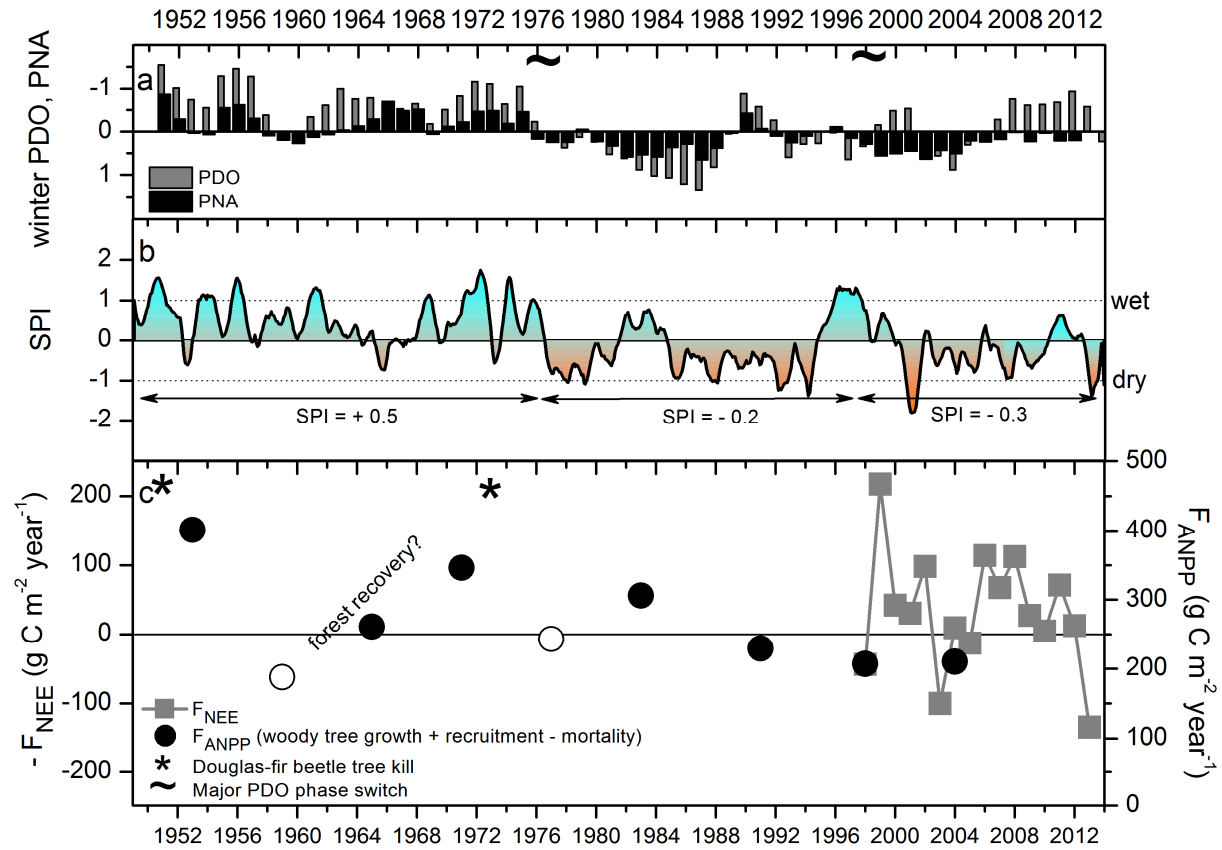 1952 1956 1960 1964 1968 1972 1976 1980 1984 1988 1992 1996 2000 2004 2008 2012
winter PDO, PNA
a
-1
0
1
PDO
PNA
~ ~
SPI
b
2
1
0
-1
-2
wet
dry
SPI = + 0.5
SPI = - 0.2
SPI = - 0.3
- F_NEE (g C m⁻² year⁻¹)
c
* *
200
100
0
-100
-200
forest recovery?
F_NEE
F_ANPP (woody tree growth + recruitment - mortality)
* Douglas-fir beetle tree kill
~ Major PDO phase switch
500
400
300
200
100
0
F_ANPP (g C m⁻² year⁻¹)
1952 1956 1960 1964 1968 1972 1976 1980 1984 1988 1992 1996 2000 2004 2008 2012